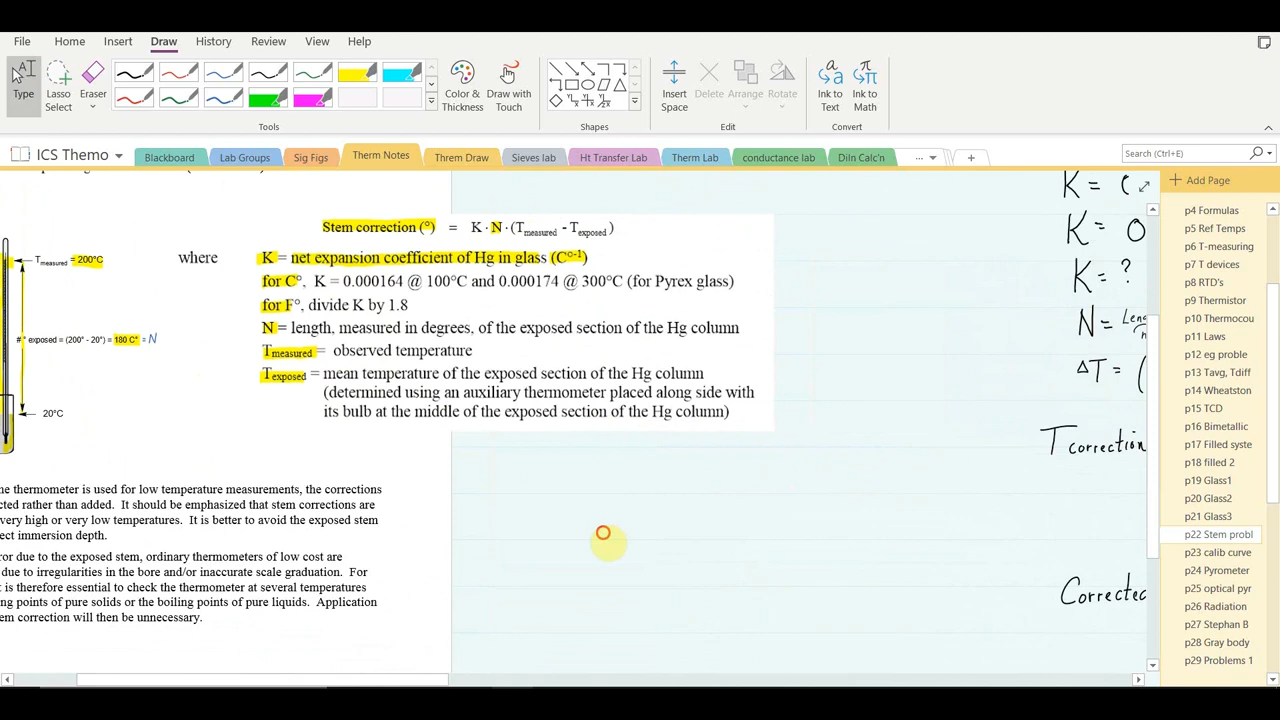 File Home Insert Draw History Review View Help
Type
Lasso Select
Eraser
Color & Thickness
Draw with Touch
Insert Space
Delete
Arrange
Rotate
Ink to Text
Ink to Math
Tools
Shapes
Edit
Convert
ICS Themo
Blackboard
Lab Groups
Sig Figs
Therm Notes
Threm Draw
Sieves lab
Ht Transfer Lab
Therm Lab
conductance lab
Diln Calc'n
Search (Ctrl+E)
Stem correction (°) = K · N · (Tmeasured - Texposed)
Tmeasured = 200°C
where K = net expansion coefficient of Hg in glass (C°-1)
for C°, K = 0.000164 @ 100°C and 0.000174 @ 300°C (for Pyrex glass)
for F°, divide K by 1.8
N = length, measured in degrees, of the exposed section of the Hg column
# ° exposed = (200° - 20°) = 180 C° = N
Tmeasured = observed temperature
Texposed = mean temperature of the exposed section of the Hg column
(determined using an auxiliary thermometer placed along side with
its bulb at the middle of the exposed section of the Hg column)
20°C
he thermometer is used for low temperature measurements, the corrections
cted rather than added. It should be emphasized that stem corrections are
very high or very low temperatures. It is better to avoid the exposed stem
ect immersion depth.
ror due to the exposed stem, ordinary thermometers of low cost are
due to irregularities in the bore and/or inaccurate scale graduation. For
t is therefore essential to check the thermometer at several temperatures
ng points of pure solids or the boiling points of pure liquids. Application
stem correction will then be unnecessary.
K = (
K = 0
K = ?
N = Len
ΔT = (
T correction
Corrected
Add Page
p4 Formulas
p5 Ref Temps
p6 T-measuring
p7 T devices
p8 RTD's
p9 Thermistor
p10 Thermocou
p11 Laws
p12 eg proble
p13 Tavg, Tdiff
p14 Wheatston
p15 TCD
p16 Bimetallic
p17 Filled syste
p18 filled 2
p19 Glass1
p20 Glass2
p21 Glass3
p22 Stem probl
p23 calib curve
p24 Pyrometer
p25 optical pyr
p26 Radiation
p27 Stephan B
p28 Gray body
p29 Problems 1